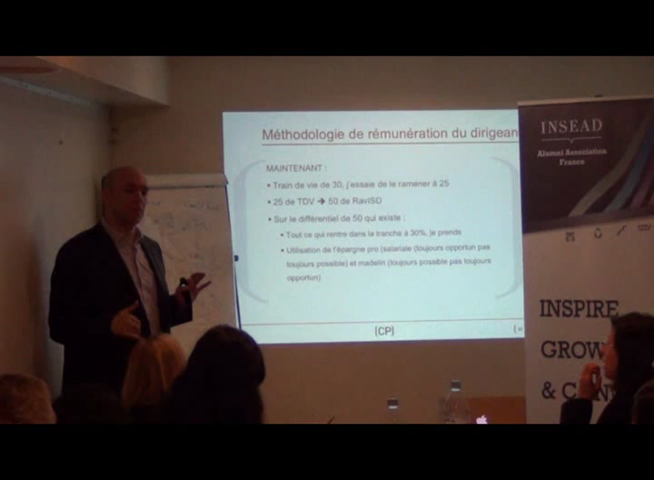 Méthodologie de rémunération du dirigean
MAINTENANT :
• Train de vie de 30, j'essaie de le ramener à 25
• 25 de TDV ➔ 50 de RavISD
• Sur le différentiel de 50 qui existe :
• Tout ce qui rentre dans la tranche à 30%, je prends
• Utilisation de l'épargne pro (salariale (toujours opportun pas
toujours possible) et madelin (toujours possible pas toujours
opportun)
[CP]
INSEAD
Alumni Association
France
INSPIRE
GROW
& C